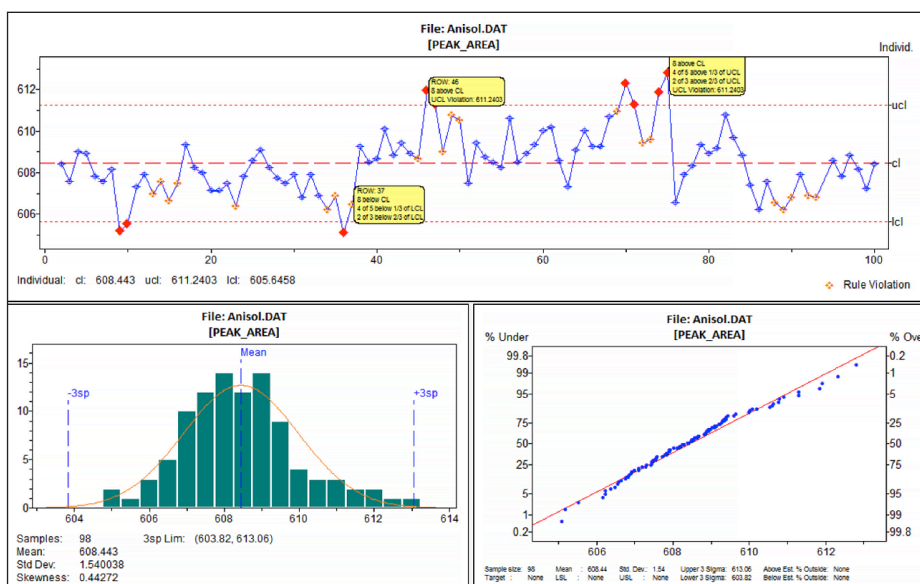 File: Anisol.DAT
[PEAK_AREA]
Individ.
ROW: 46
8 above CL
UCL Violation: 611.2403
8 above CL
4 of 5 above 1/3 of UCL
2 of 3 above 2/3 of UCL
UCL Violation: 611.2403
ROW: 37
8 below CL
4 of 5 below 1/3 of LCL
2 of 3 below 2/3 of LCL
612
610
608
606
ucl
cl
lcl
0 20 40 60 80 100
Individual: cl: 608.443 ucl: 611.2403 lcl: 605.6458
Rule Violation
File: Anisol.DAT
[PEAK_AREA]
Mean
-3sp
+3sp
15
10
5
0
604 606 608 610 612 614
Samples: 98 3sp Lim: (603.82, 613.06)
Mean: 608.443
Std Dev: 1.540038
Skewness: 0.44272
File: Anisol.DAT
[PEAK_AREA]
% Under
% Ove
99.8 0.2
99 1
95 5
75 25
50 50
25 75
5 95
1 99
0.2 99.8
606 608 610 612
Sample size: 98 Mean : 608.44 Std. Dev.: 1.54 Upper 3 Sigma: 613.06 Above Est. % Outside: None
Target : None LSL : None USL : None Lower 3 Sigma: 603.82 Below Est. % Outside: None